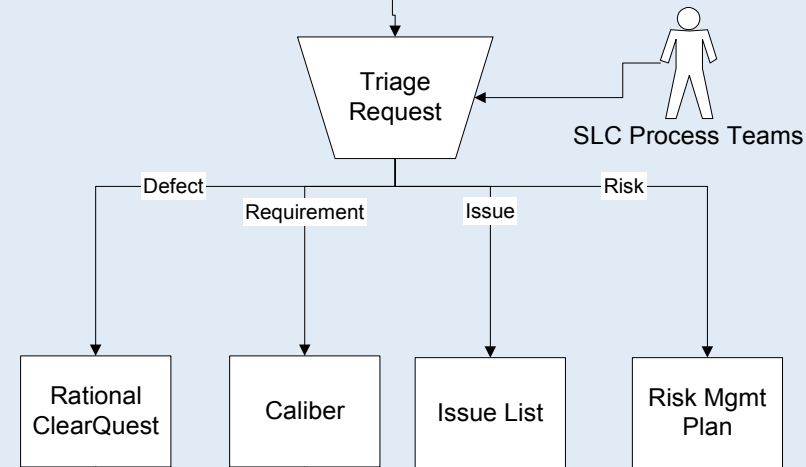 Triage
Request
SLC Process Teams
Defect
Requirement
Issue
Risk
Rational
ClearQuest
Caliber
Issue List
Risk Mgmt
Plan